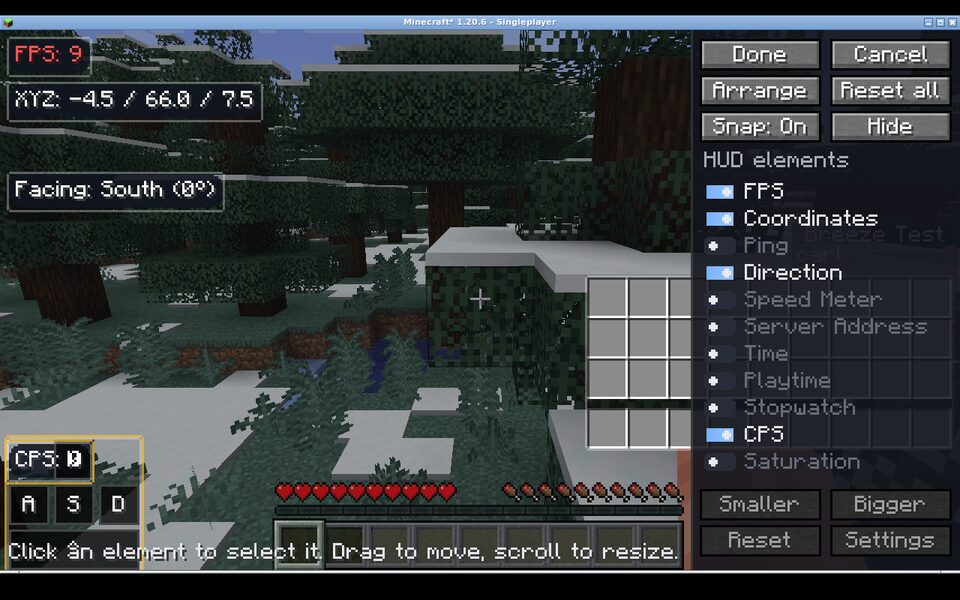 Minecraft* 1.20.6 - Singleplayer
FPS: 9
XYZ: -4.5 / 66.0 / 7.5
Facing: South (0°)
CPS: 0
A S D
Click an element to select it. Drag to move, scroll to resize.
Done Cancel
Arrange Reset all
Snap: On Hide
HUD elements
FPS
Coordinates
Ping
Direction
Speed Meter
Server Address
Time
Playtime
Stopwatch
CPS
Saturation
Smaller Bigger
Reset Settings